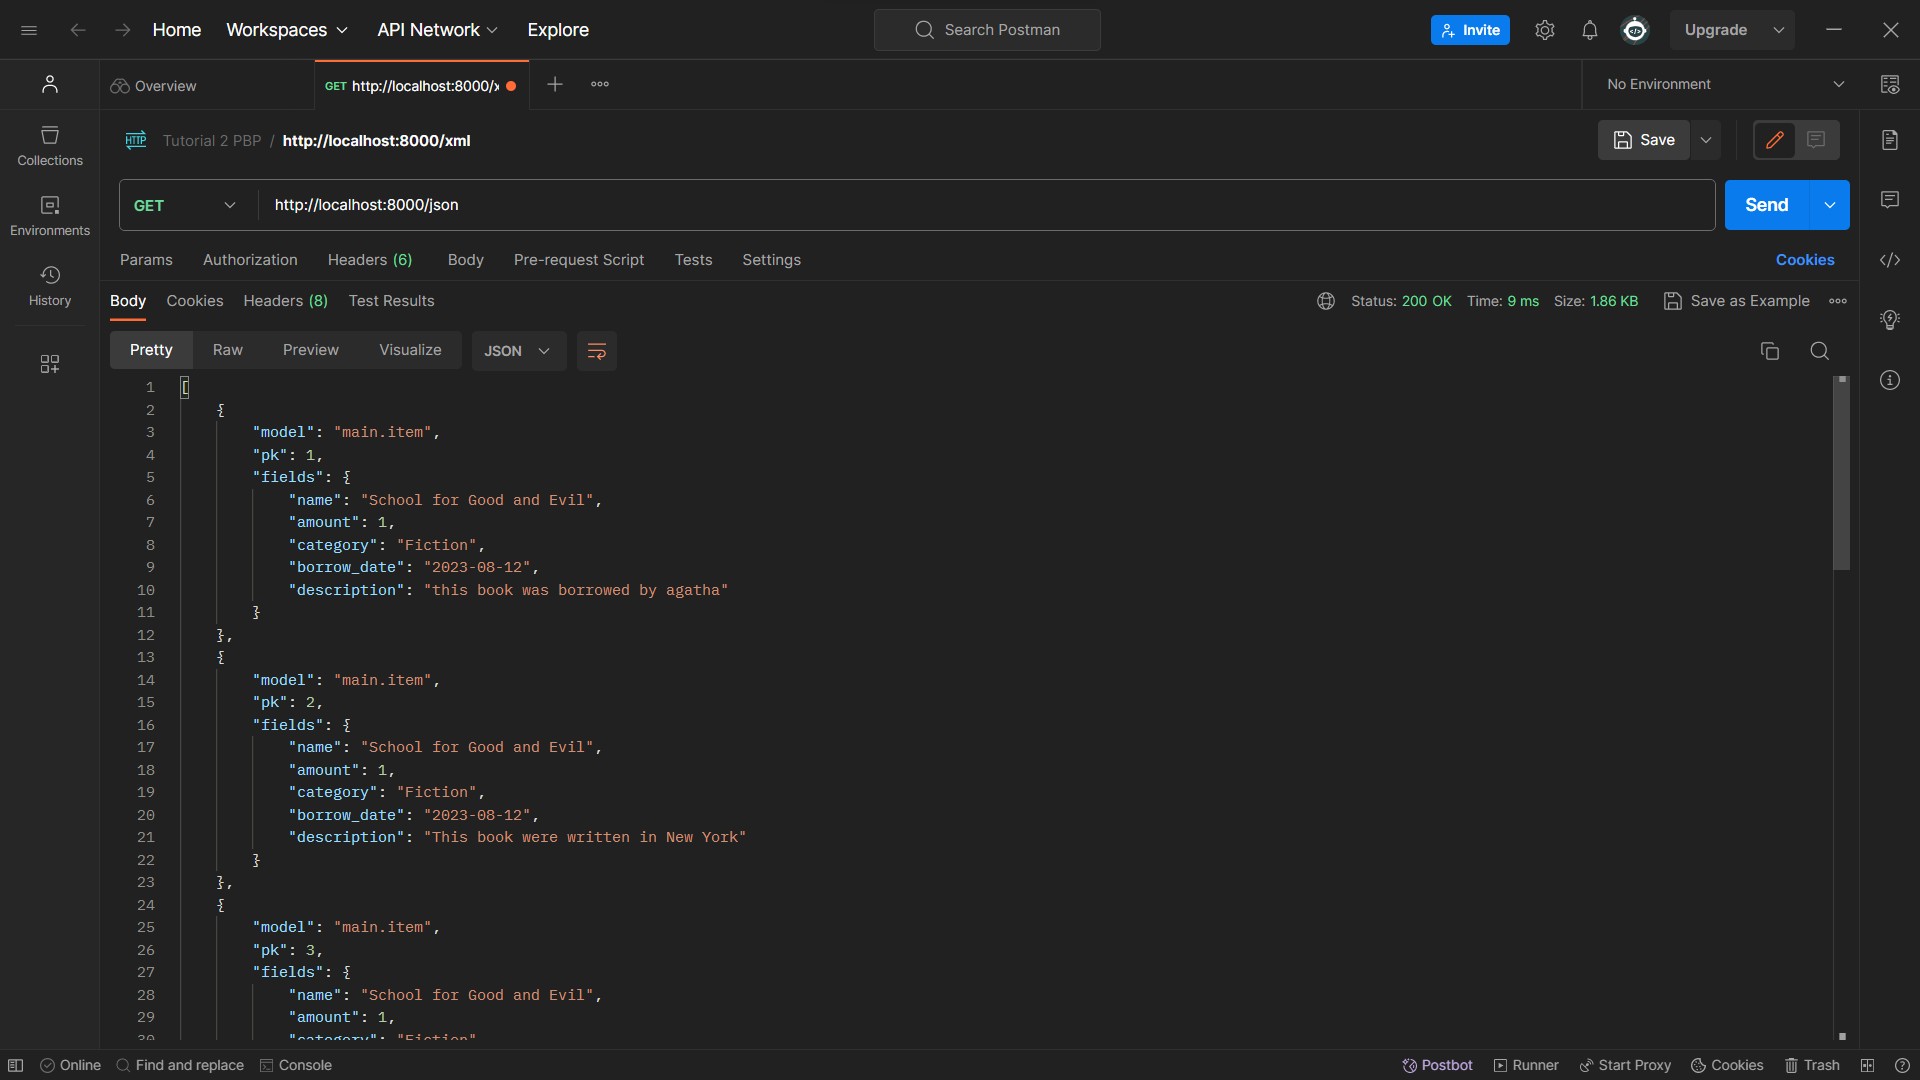 Home Workspaces API Network Explore Search Postman Invite Upgrade
Overview GET http://localhost:8000/x No Environment
HTTP Tutorial 2 PBP / http://localhost:8000/xml Save
Collections
Environments
History
GET http://localhost:8000/json Send
Params Authorization Headers (6) Body Pre-request Script Tests Settings Cookies
Body Cookies Headers (8) Test Results Status: 200 OK Time: 9 ms Size: 1.86 KB Save as Example
Pretty Raw Preview Visualize JSON
1 [
2 {
3 "model": "main.item",
4 "pk": 1,
5 "fields": {
6 "name": "School for Good and Evil",
7 "amount": 1,
8 "category": "Fiction",
9 "borrow_date": "2023-08-12",
10 "description": "this book was borrowed by agatha"
11 }
12 },
13 {
14 "model": "main.item",
15 "pk": 2,
16 "fields": {
17 "name": "School for Good and Evil",
18 "amount": 1,
19 "category": "Fiction",
20 "borrow_date": "2023-08-12",
21 "description": "This book were written in New York"
22 }
23 },
24 {
25 "model": "main.item",
26 "pk": 3,
27 "fields": {
28 "name": "School for Good and Evil",
29 "amount": 1,
30 "category": "Fiction"
Online Find and replace Console Postbot Runner Start Proxy Cookies Trash